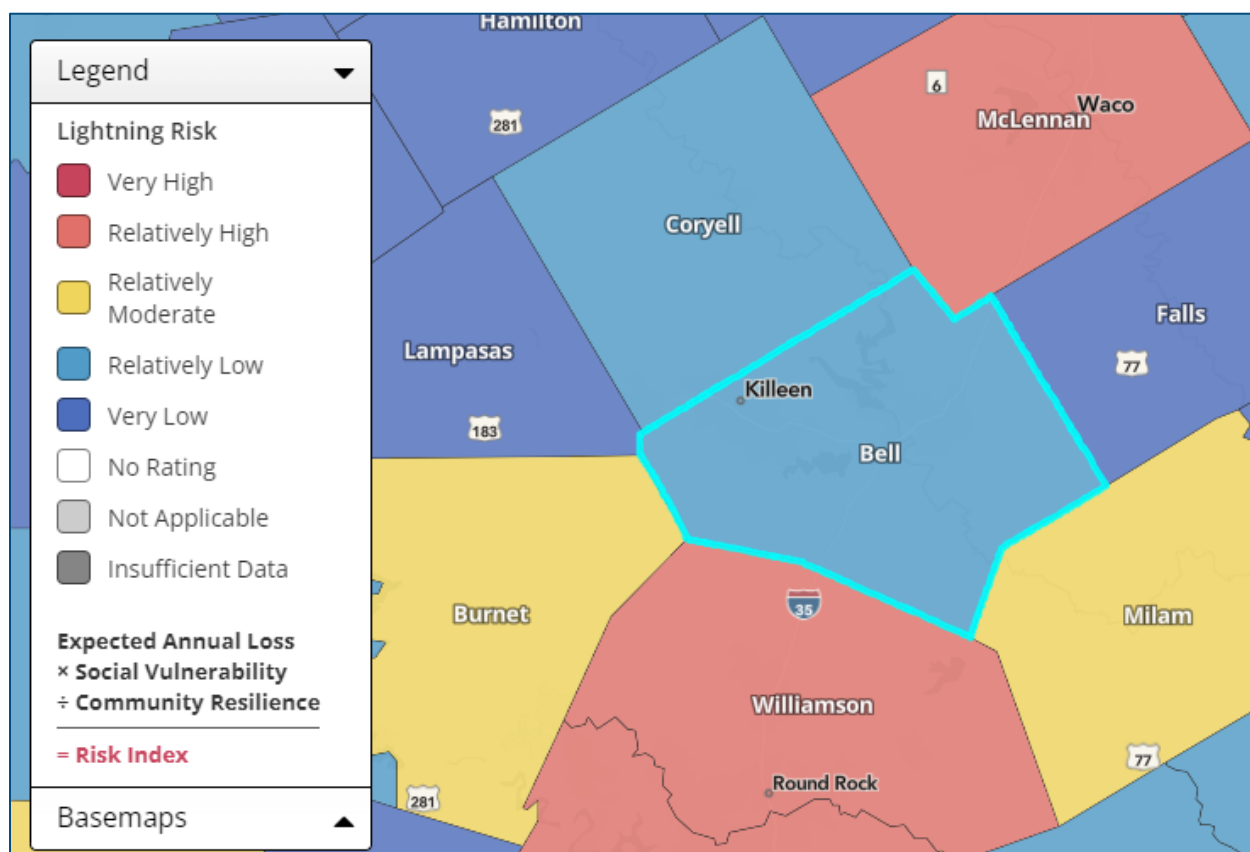 Legend
Lightning Risk
Very High
Relatively High
Relatively
Moderate
Relatively Low
Very Low
No Rating
Not Applicable
Insufficient Data
Expected Annual Loss
× Social Vulnerability
÷ Community Resilience
= Risk Index
Basemaps
Hamilton
281
6
Waco
McLennan
Coryell
Falls
Lampasas
77
Killeen
183
Bell
35
Burnet
Milam
Williamson
77
Round Rock
281